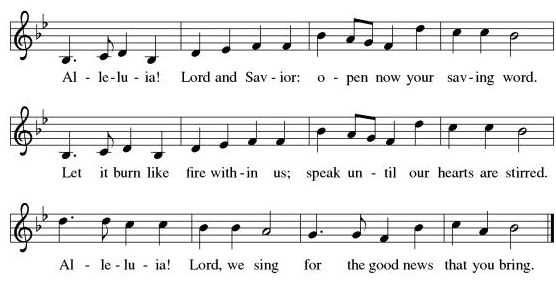 Al - le - lu - ia! Lord and Sav - ior: o - pen now your sav - ing word.
Let it burn like fire with - in us; speak un - til our hearts are stirred.
Al - le - lu - ia! Lord, we sing for the good news that you bring.